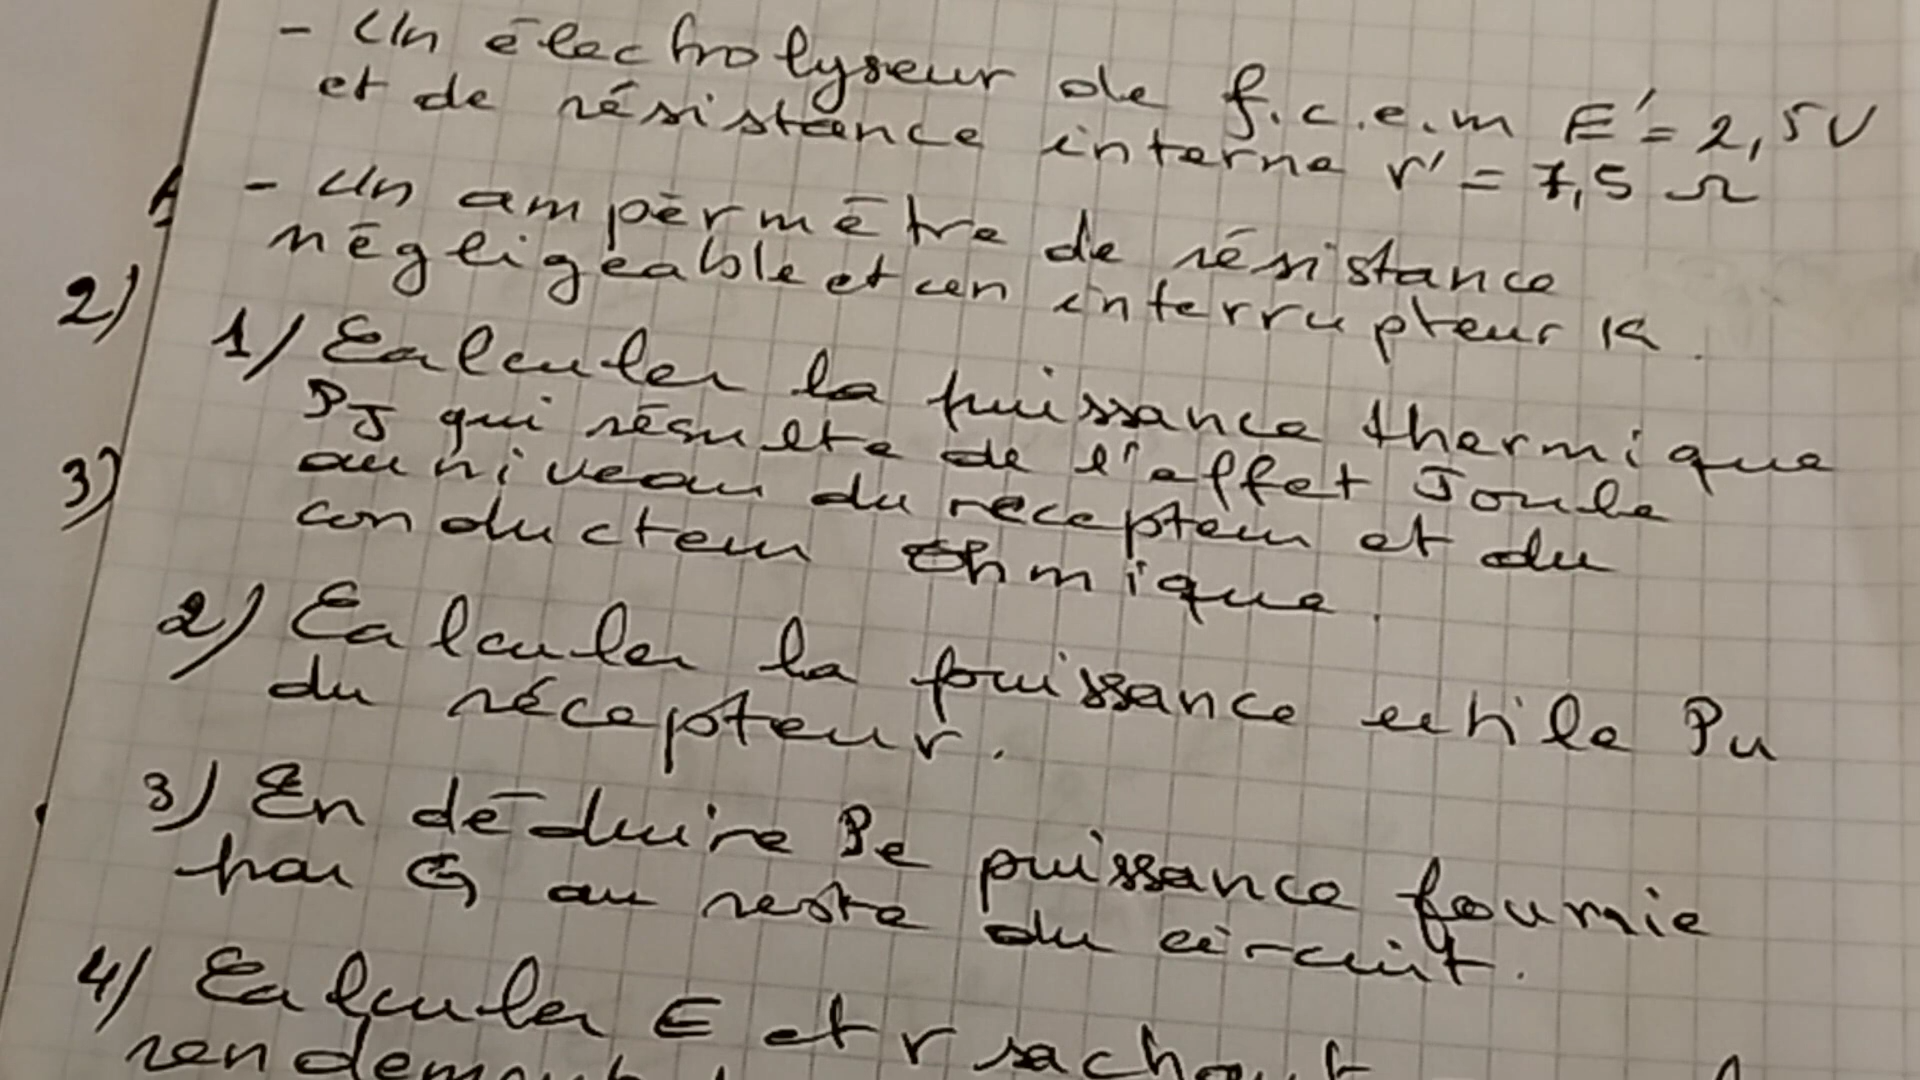 - Un électrolyseur de f.c.e.m E' = 2,5V
et de résistance interne r' = 7,5 Ω
- Un ampèrmètre de résistance
négligeable et un interrupteur K.
2)
1/ Calculer la puissance thermique
PJ qui résulte de l'effet Joule
au niveau du recepteur et du
conducteur Ohmique.
3)
2) Calculer la puissance utile Pu
du récepteur.
3) En déduire Pe puissance fournie
par G au reste du circuit.
4) Calculer E et r sachant
rendement